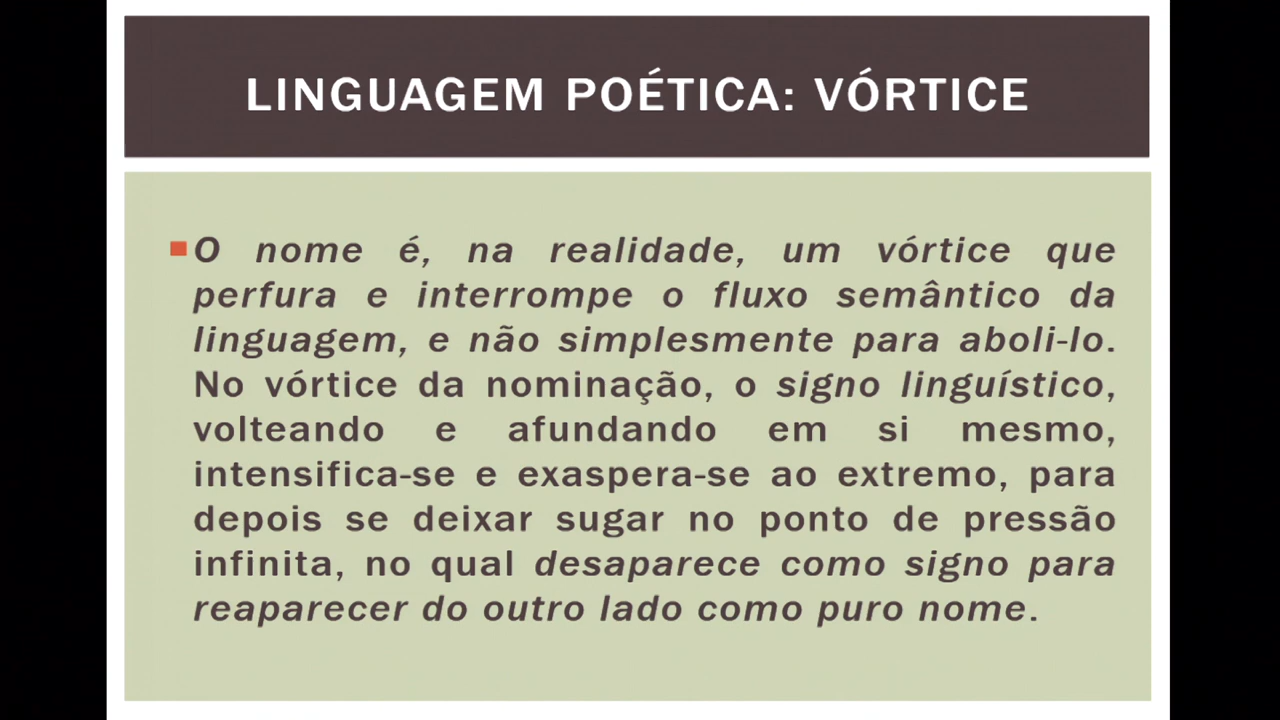 LINGUAGEM POÉTICA: VÓRTICE
O nome é, na realidade, um vórtice que
perfura e interrompe o fluxo semântico da
linguagem, e não simplesmente para aboli-lo.
No vórtice da nominação, o signo linguístico,
volteando e afundando em si mesmo,
intensifica-se e exaspera-se ao extremo, para
depois se deixar sugar no ponto de pressão
infinita, no qual desaparece como signo para
reaparecer do outro lado como puro nome.